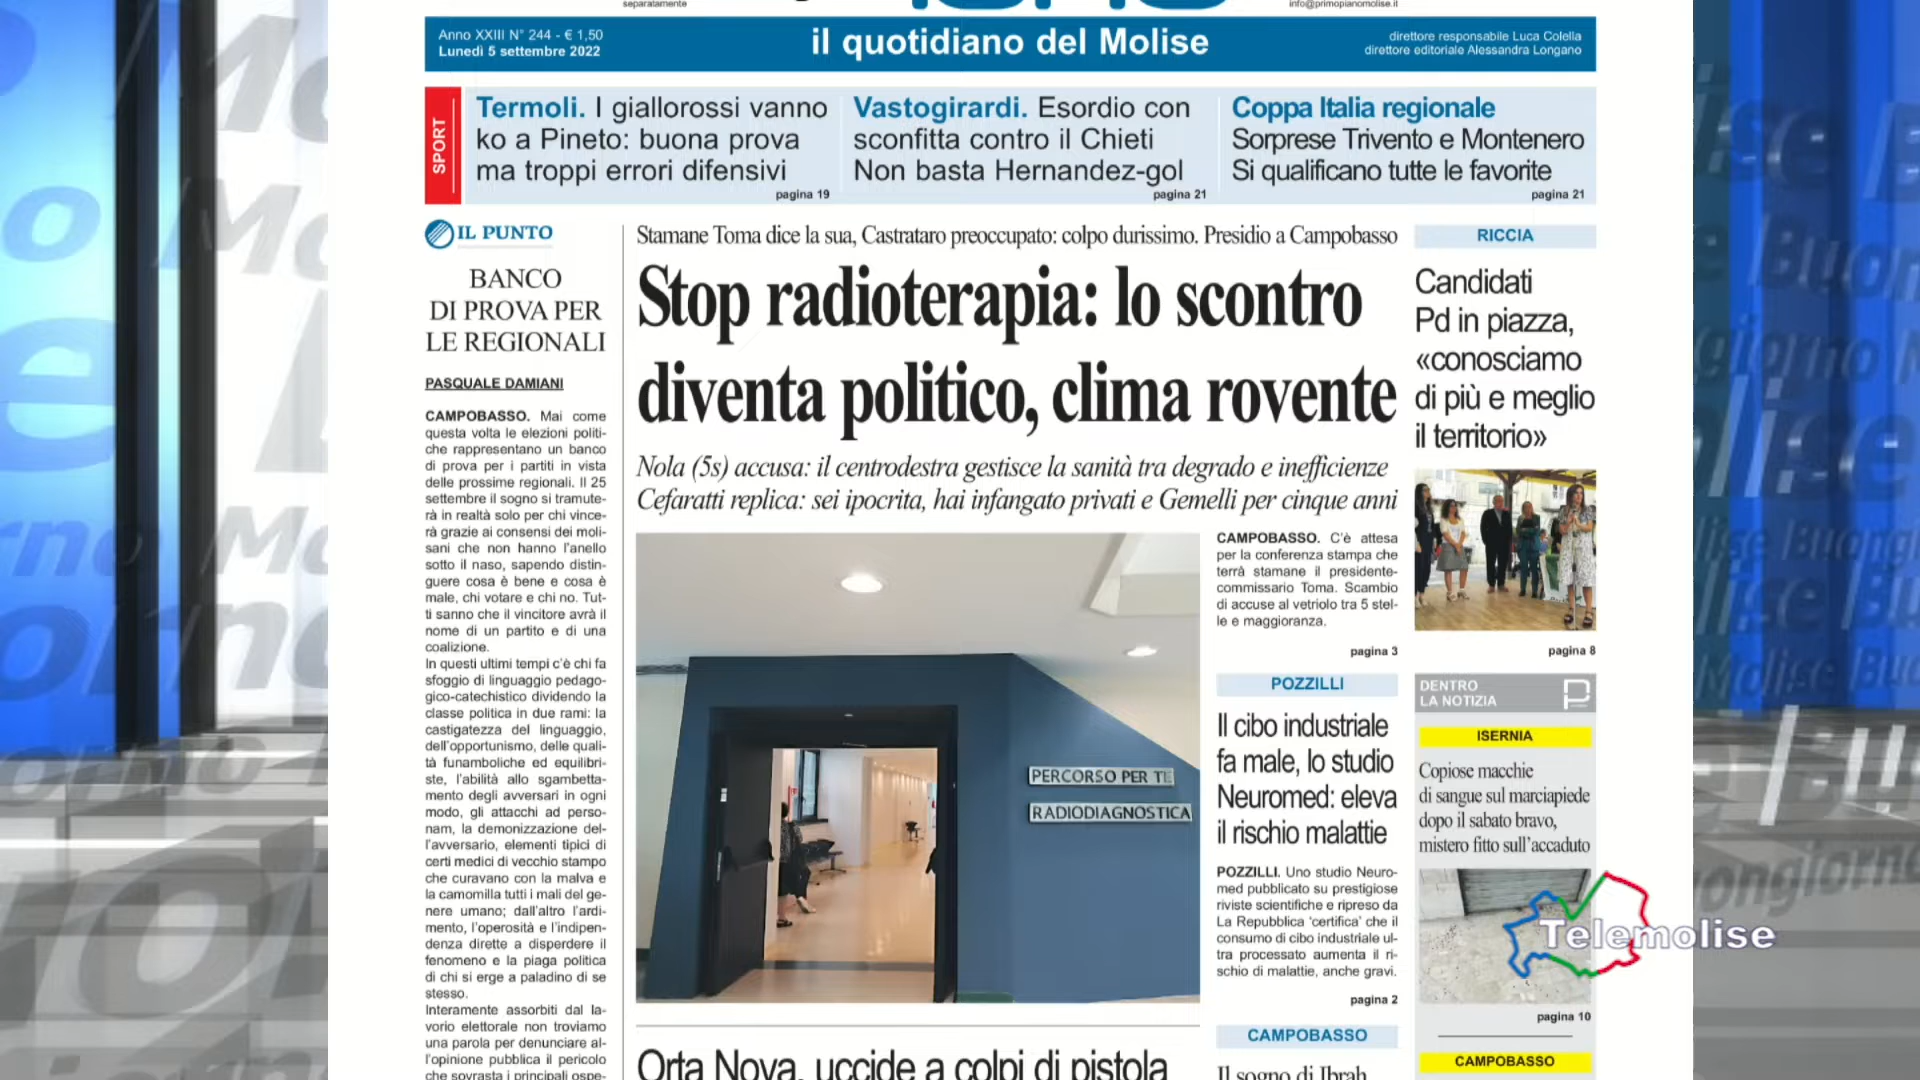 separatamente
info@primopianomolise.it
Anno XXIII N° 244 - € 1,50
Lunedì 5 settembre 2022
il quotidiano del Molise
direttore responsabile Luca Colella
direttore editoriale Alessandra Longano
SPORT
Termoli. I giallorossi vanno
ko a Pineto: buona prova
ma troppi errori difensivi
pagina 19
Vastogirardi. Esordio con
sconfitta contro il Chieti
Non basta Hernandez-gol
pagina 21
Coppa Italia regionale
Sorprese Trivento e Montenero
Si qualificano tutte le favorite
pagina 21
IL PUNTO
BANCO
DI PROVA PER
LE REGIONALI
PASQUALE DAMIANI
CAMPOBASSO. Mai come
questa volta le elezioni politi-
che rappresentano un banco
di prova per i partiti in vista
delle prossime regionali. Il 25
settembre il sogno si tramute-
rà in realtà solo per chi vince-
rà grazie ai consensi dei moli-
sani che non hanno l'anello
sotto il naso, sapendo distin-
guere cosa è bene e cosa è
male, chi votare e chi no. Tut-
ti sanno che il vincitore avrà il
nome di un partito e di una
coalizione.
In questi ultimi tempi c'è chi fa
sfoggio di linguaggio pedago-
gico-catechistico dividendo la
classe politica in due rami: la
castigatezza del linguaggio,
dell'opportunismo, delle quali-
tà funamboliche ed equilibri-
ste, l'abilità allo sgambetta-
mento degli avversari in ogni
modo, gli attacchi ad perso-
nam, la demonizzazione del-
l'avversario, elementi tipici di
certi medici di vecchio stampo
che curavano con la malva e
la camomilla tutti i mali del ge-
nere umano; dall'altro l'ardi-
mento, l'operosità e l'indipen-
denza dirette a disperdere il
fenomeno e la piaga politica
di chi si erge a paladino di se
stesso.
Interamente assorbiti dal la-
vorio elettorale non troviamo
una parola per denunciare al-
l'opinione pubblica il pericolo
che sovrasta i principali ospe-
Stamane Toma dice la sua, Castrataro preoccupato: colpo durissimo. Presidio a Campobasso
Stop radioterapia: lo scontro
diventa politico, clima rovente
Nola (5s) accusa: il centrodestra gestisce la sanità tra degrado e inefficienze
Cefaratti replica: sei ipocrita, hai infangato privati e Gemelli per cinque anni
PERCORSO PER TE
RADIODIAGNOSTICA
CAMPOBASSO. C'è attesa
per la conferenza stampa che
terrà stamane il presidente-
commissario Toma. Scambio
di accuse al vetriolo tra 5 stel-
le e maggioranza.
pagina 3
POZZILLI
Il cibo industriale
fa male, lo studio
Neuromed: eleva
il rischio malattie
POZZILLI. Uno studio Neuro-
med pubblicato su prestigiose
riviste scientifiche e ripreso da
La Repubblica 'certifica' che il
consumo di cibo industriale ul-
tra processato aumenta il ri-
schio di malattie, anche gravi.
pagina 2
CAMPOBASSO
Il sogno di Ibrah
Orta Nova, uccide a colpi di pistola
RICCIA
Candidati
Pd in piazza,
«conosciamo
di più e meglio
il territorio»
pagina 8
DENTRO
LA NOTIZIA
ISERNIA
Copiose macchie
di sangue sul marciapiede
dopo il sabato bravo,
mistero fitto sull'accaduto
Telemolise
pagina 10
CAMPOBASSO